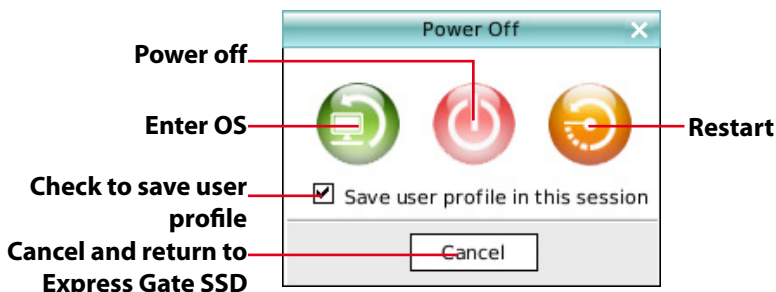 Power Off
Power off
Enter OS
Restart
Check to save user
profile
Save user profile in this session
Cancel and return to
Express Gate SSD
Cancel